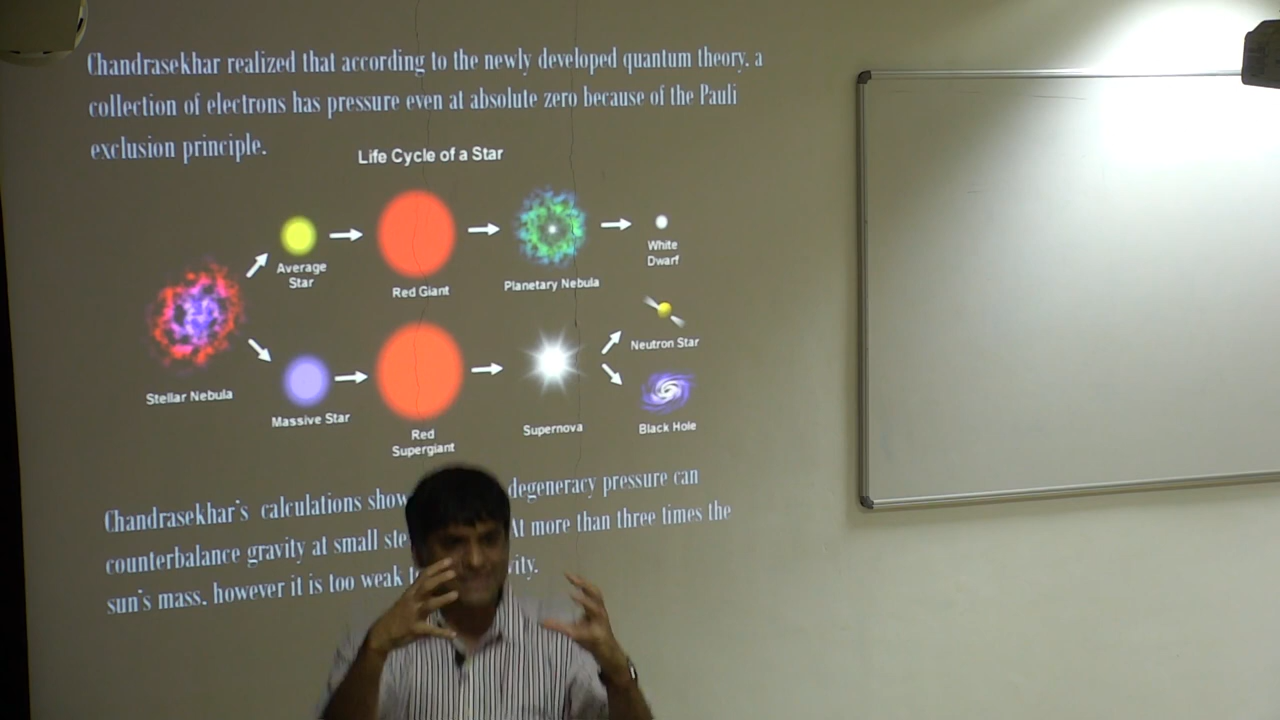 Chandrasekhar realized that according to the newly developed quantum theory, a
collection of electrons has pressure even at absolute zero because of the Pauli
exclusion principle.
Life Cycle of a Star
Average
Star
Red Giant
Planetary Nebula
White
Dwarf
Stellar Nebula
Massive Star
Red
Supergiant
Supernova
Neutron Star
Black Hole
Chandrasekhar's calculations degeneracy pressure can
counterbalance gravity at small At more than three times the
sun's mass, however it is too weak